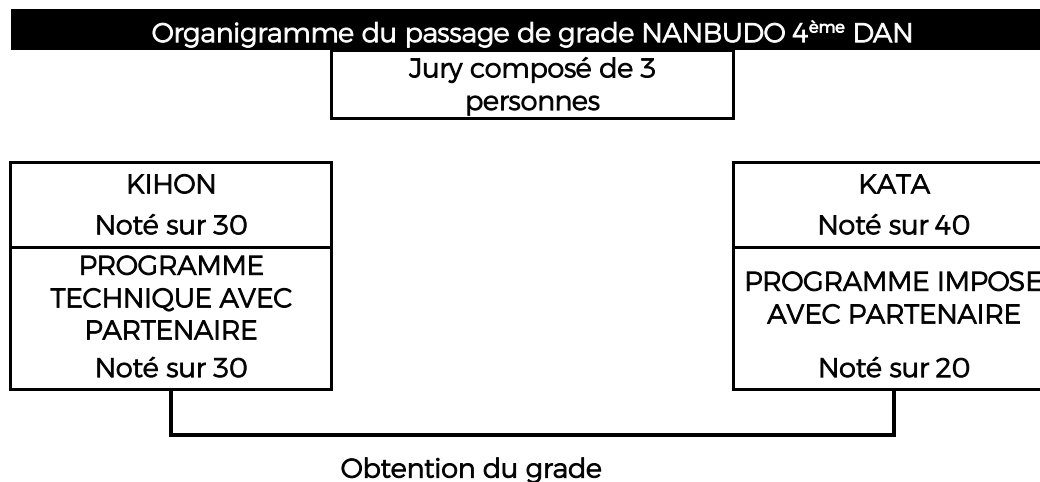 Organigramme du passage de grade NANBUDO 4ème DAN
Jury composé de 3
personnes
KIHON
Noté sur 30
PROGRAMME
TECHNIQUE AVEC
PARTENAIRE
Noté sur 30
KATA
Noté sur 40
PROGRAMME IMPOSE
AVEC PARTENAIRE
Noté sur 20
Obtention du grade